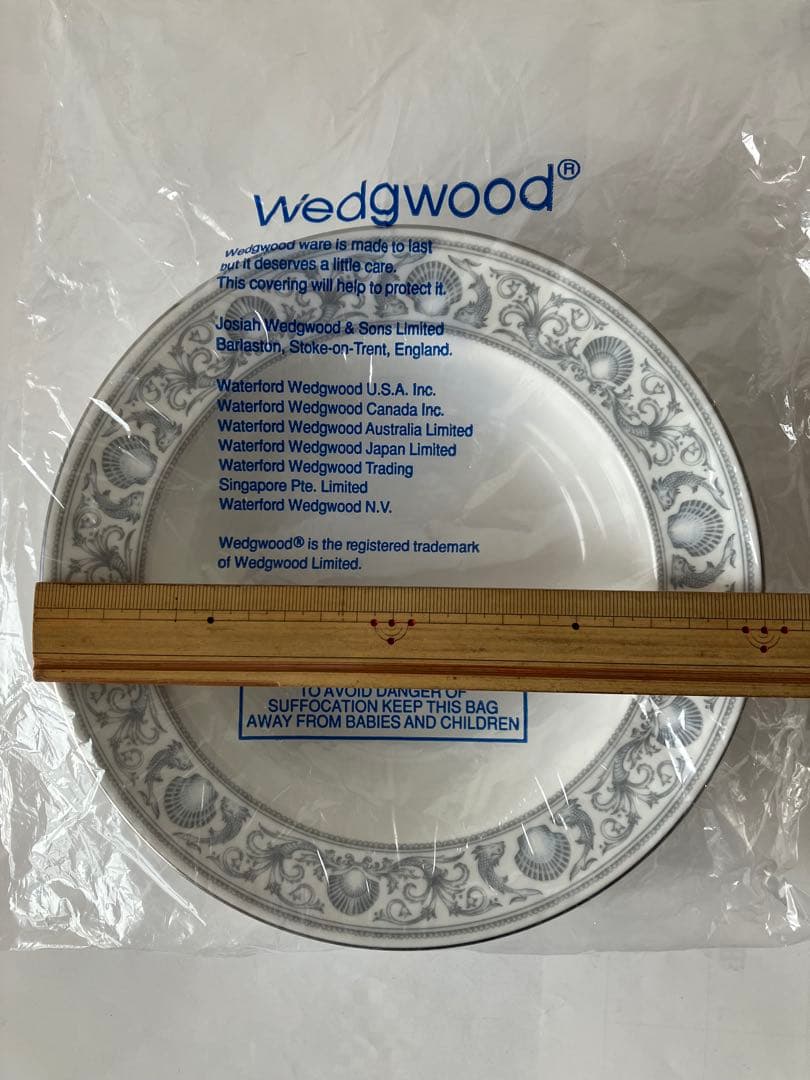 Wedgwood®
Wedgwood ware is made to last
but it deserves a little care.
This covering will help to protect it.
Josiah Wedgwood & Sons Limited
Barlaston, Stoke-on-Trent, England.
Waterford Wedgwood U.S.A. Inc.
Waterford Wedgwood Canada Inc.
Waterford Wedgwood Australia Limited
Waterford Wedgwood Japan Limited
Waterford Wedgwood Trading
Singapore Pte. Limited
Waterford Wedgwood N.V.
Wedgwood® is the registered trademark
of Wedgwood Limited.
TO AVOID DANGER OF
SUFFOCATION KEEP THIS BAG
AWAY FROM BABIES AND CHILDREN